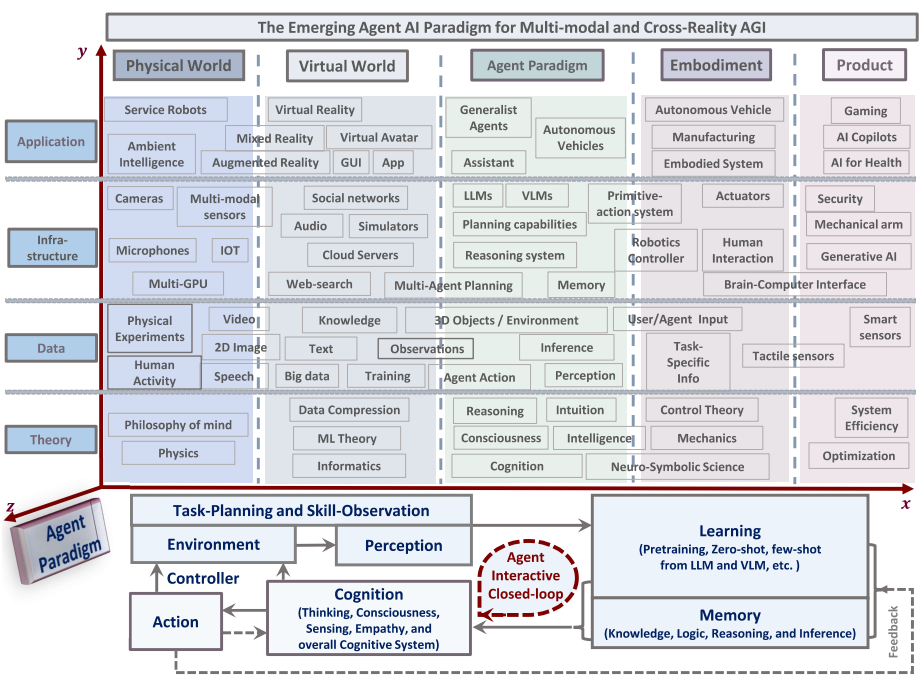 The Emerging Agent AI Paradigm for Multi-modal and Cross-Reality AGI
y
Physical World
Virtual World
Agent Paradigm
Embodiment
Product
Application
Service Robots
Virtual Reality
Generalist
Agents
Autonomous Vehicle
Gaming
Ambient
Intelligence
Mixed Reality
Virtual Avatar
Autonomous
Vehicles
Manufacturing
AI Copilots
Augmented Reality
GUI
App
Assistant
Embodied System
AI for Health
Infra-
structure
Cameras
Multi-modal
sensors
Social networks
LLMs
VLMs
Primitive-
action system
Actuators
Security
Audio
Simulators
Planning capabilities
Mechanical arm
Microphones
IOT
Cloud Servers
Reasoning system
Robotics
Controller
Human
Interaction
Generative AI
Multi-GPU
Web-search
Multi-Agent Planning
Memory
Brain-Computer Interface
Data
Physical
Experiments
Video
Knowledge
3D Objects / Environment
User/Agent Input
Smart
sensors
2D Image
Text
Observations
Inference
Task-
Specific
Info
Tactile sensors
Human
Activity
Speech
Big data
Training
Agent Action
Perception
Theory
Philosophy of mind
Data Compression
Reasoning
Intuition
Control Theory
System
Efficiency
ML Theory
Consciousness
Intelligence
Mechanics
Physics
Informatics
Cognition
Neuro-Symbolic Science
Optimization
z
x
Agent
Paradigm
Task-Planning and Skill-Observation
Environment
Perception
Controller
Action
Cognition
(Thinking, Consciousness,
Sensing, Empathy, and
overall Cognitive System)
Agent
Interactive
Closed-loop
Learning
(Pretraining, Zero-shot, few-shot
from LLM and VLM, etc. )
Memory
(Knowledge, Logic, Reasoning, and Inference)
Feedback